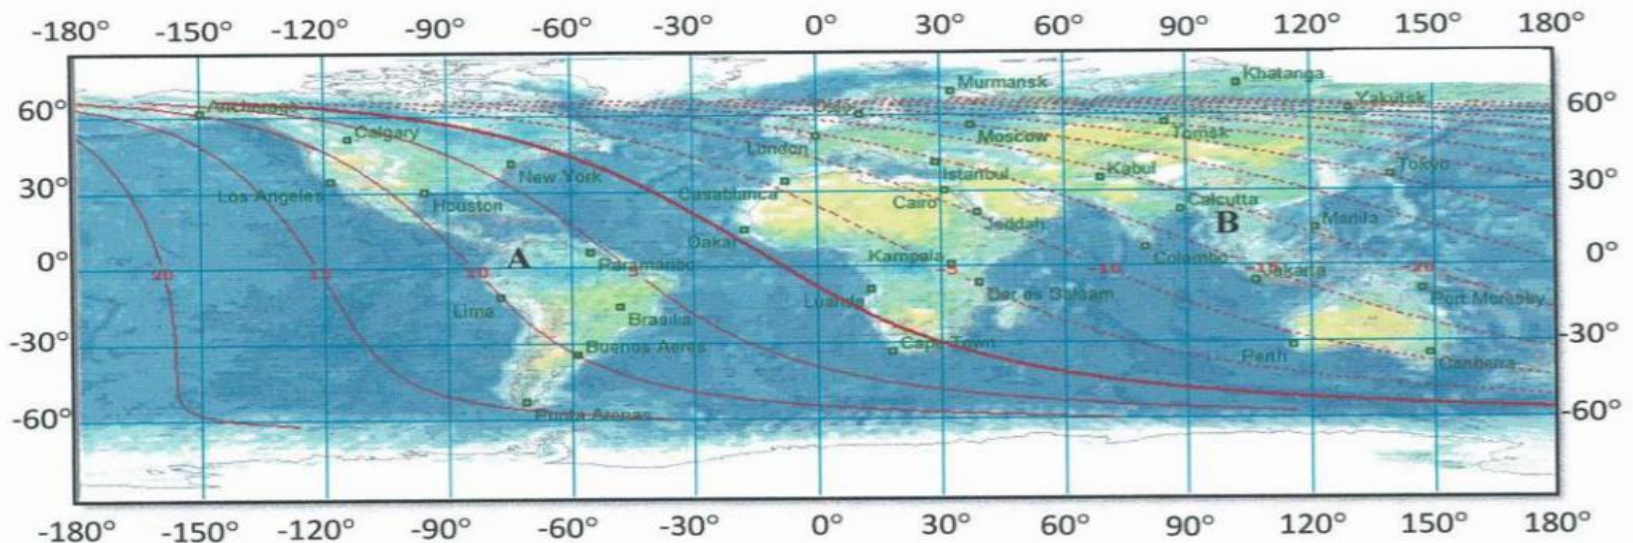 -180° -150° -120° -90° -60° -30° 0° 30° 60° 90° 120° 150° 180°
Murmansk Khatanga
60° Anchorage Oslo Yakutsk 60°
Calgary Moscow Tomsk
London Tokyo
30° Los Angeles New York Casablanca Istanbul Kabul 30°
Houston Cairo Calcutta
Jeddah B Manila
Dakar
0° A Paramaribo Kampala Colombo 0°
20 15 10 5 -5 -10 -15 Jakarta -20
Lima Brasilia Luanda Dar es Salaam Port Moresby
-30° Buenos Aeres Cape Town Perth Canberra -30°
-60° Punta Arenas -60°
-180° -150° -120° -90° -60° -30° 0° 30° 60° 90° 120° 150° 180°